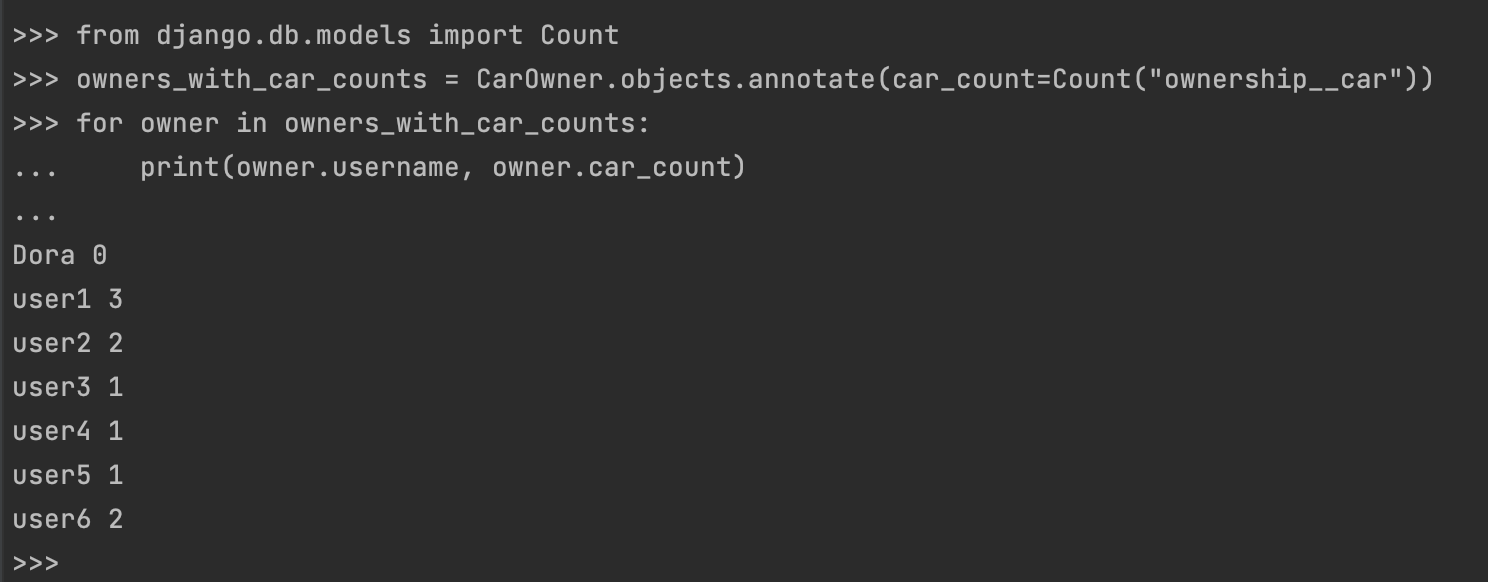 >>> from django.db.models import Count
>>> owners_with_car_counts = CarOwner.objects.annotate(car_count=Count("ownership__car"))
>>> for owner in owners_with_car_counts:
...     print(owner.username, owner.car_count)
...
Dora 0
user1 3
user2 2
user3 1
user4 1
user5 1
user6 2
>>>